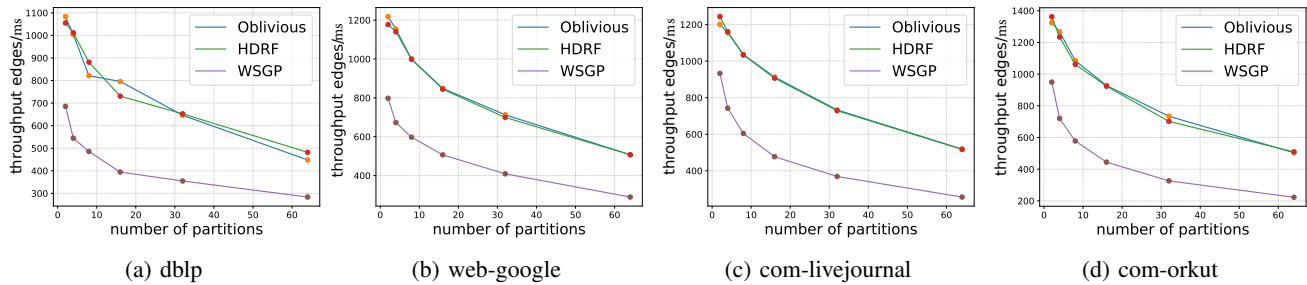 throughput edges/ms
1100
1000
900
800
700
600
500
400
300
0 10 20 30 40 50 60
number of partitions
Oblivious
HDRF
WSGP
(a) dblp
throughput edges/ms
1200
1000
800
600
400
0 10 20 30 40 50 60
number of partitions
Oblivious
HDRF
WSGP
(b) web-google
throughput edges/ms
1200
1000
800
600
400
0 10 20 30 40 50 60
number of partitions
Oblivious
HDRF
WSGP
(c) com-livejournal
throughput edges/ms
1400
1200
1000
800
600
400
200
0 10 20 30 40 50 60
number of partitions
Oblivious
HDRF
WSGP
(d) com-orkut